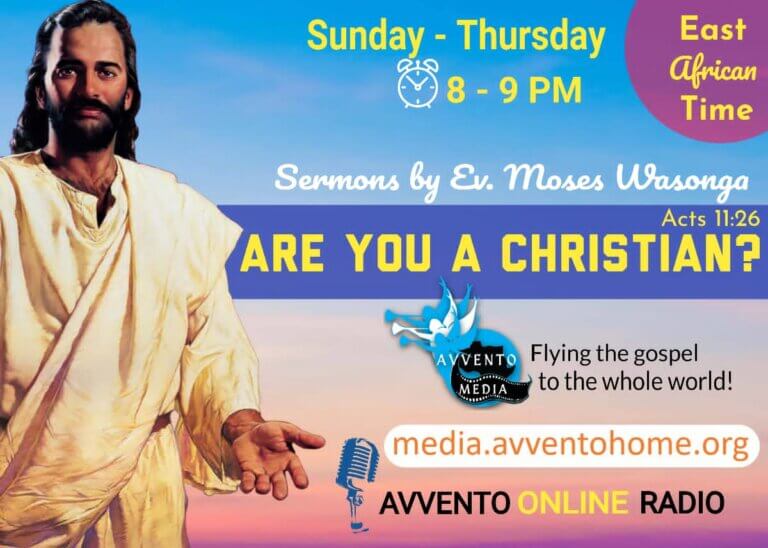 Sunday - Thursday
8 - 9 PM
East
African
Time
Sermons by Ev. Moses Wasonga
Acts 11:26
ARE YOU A CHRISTIAN?
AVVENTO
MEDIA
Flying the gospel
to the whole world!
media.avventohome.org
AVVENTO ONLINE RADIO